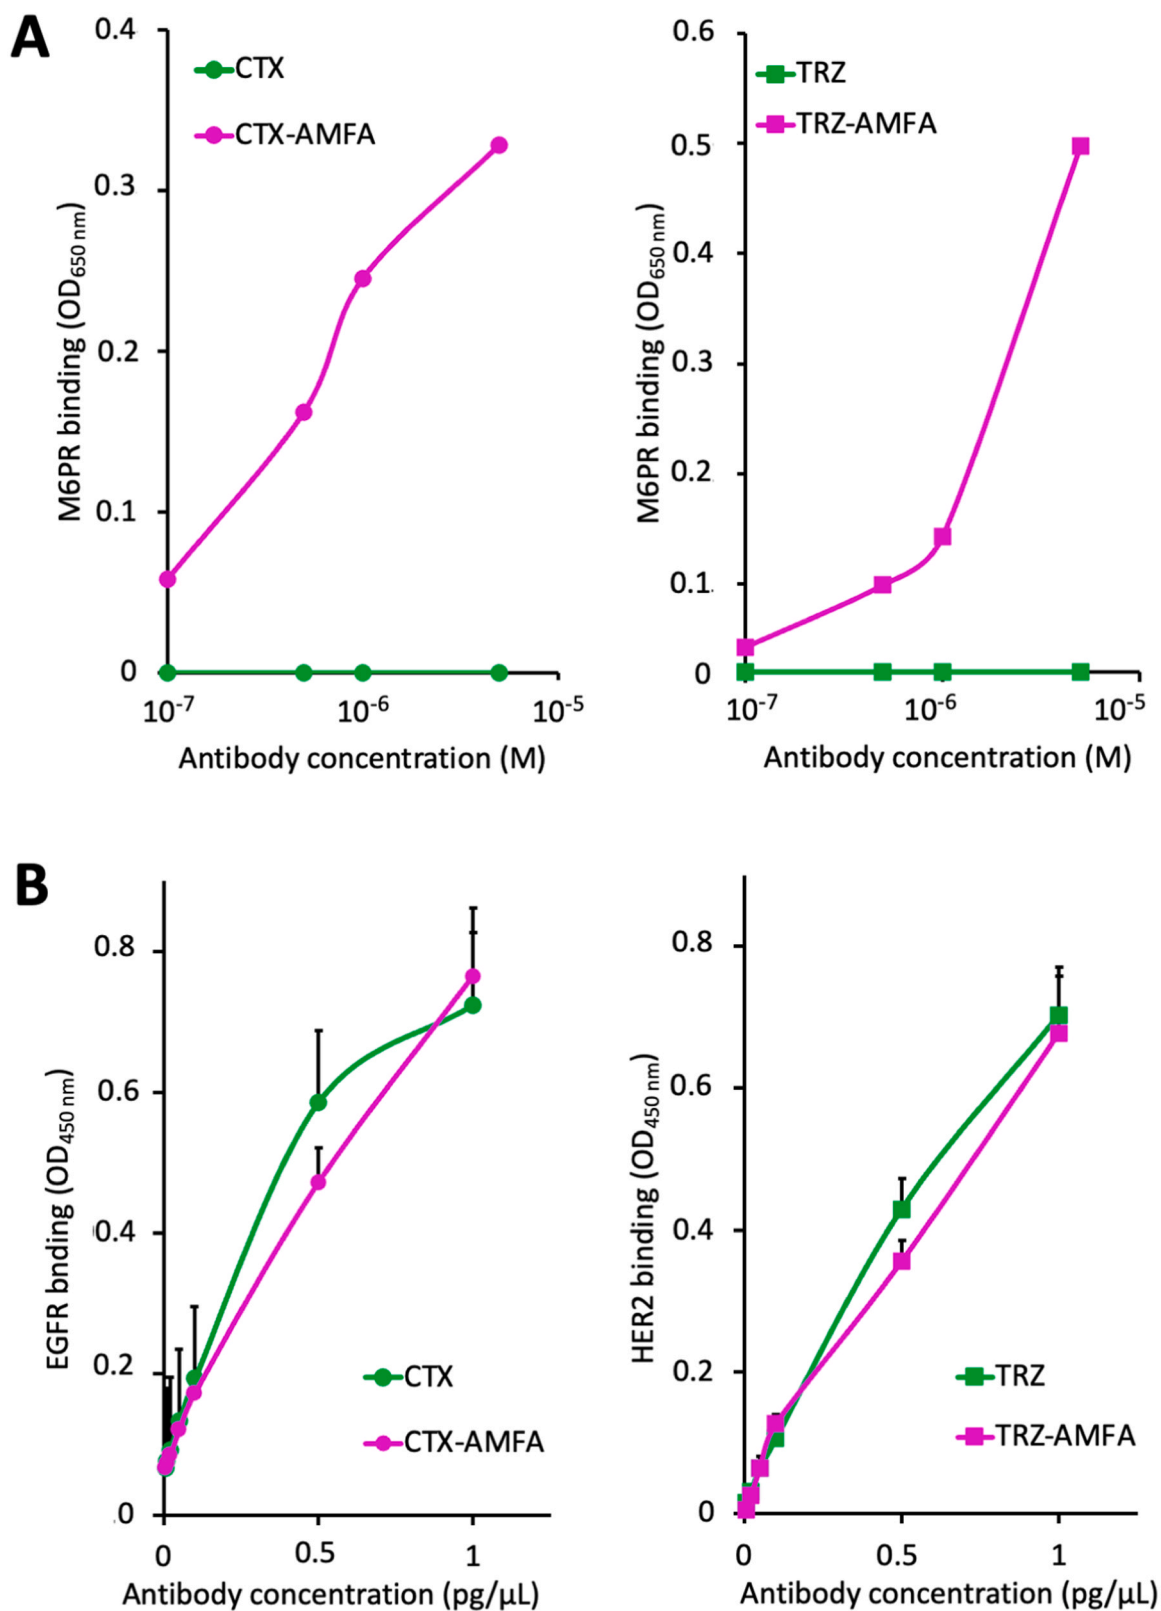 A
0.4
0.3
0.2
0.1
0
M6PR binding (OD650 nm)
CTX
CTX-AMFA
10-7
10-6
10-5
Antibody concentration (M)
0.6
0.5
0.4
0.3
0.2
0.1
0
M6PR binding (OD650 nm)
TRZ
TRZ-AMFA
10-7
10-6
10-5
Antibody concentration (M)
B
0.8
0.6
0.4
0.2
0
EGFR bnding (OD450 nm)
CTX
CTX-AMFA
0
0.5
1
Antibody concentration (pg/µL)
0.8
0.6
0.4
0.2
0
HER2 binding (OD450 nm)
TRZ
TRZ-AMFA
0
0.5
1
Antibody concentration (pg/µL)